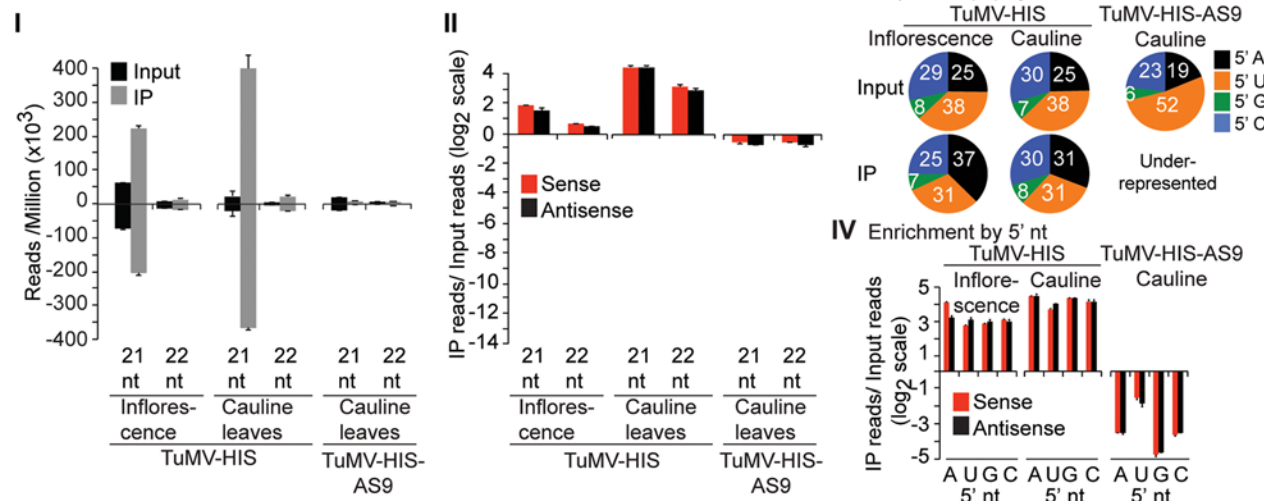 I
Input
IP
Reads /Million (x10³)
400
300
200
100
0
-100
-200
-300
-400
21 22 21 22 21 22
nt nt nt nt nt nt
Inflores-
cence
Cauline
leaves
Cauline
leaves
TuMV-HIS
TuMV-HIS-
AS9
II
IP reads/ Input reads (log₂ scale)
4
2
0
-2
-4
-6
-8
-10
-12
-14
Sense
Antisense
21 22 21 22 21 22
nt nt nt nt nt nt
Inflores-
cence
Cauline
leaves
Cauline
leaves
TuMV-HIS
TuMV-HIS-
AS9
TuMV-HIS TuMV-HIS-AS9
Inflorescence Cauline Cauline
Input
29 25 8 38
30 25 7 38
23 19 6 52
5' A
5' U
5' G
5' C
IP
25 37 7 31
30 31 8 31
Under-
represented
IV Enrichment by 5' nt
TuMV-HIS TuMV-HIS-AS9
Inflore-
scence
Cauline
Cauline
IP reads/ Input reads
(log₂ scale)
5
3
1
-1
-3
-5
Sense
Antisense
A U G C A U G C A U G C
5' nt 5' nt 5' nt